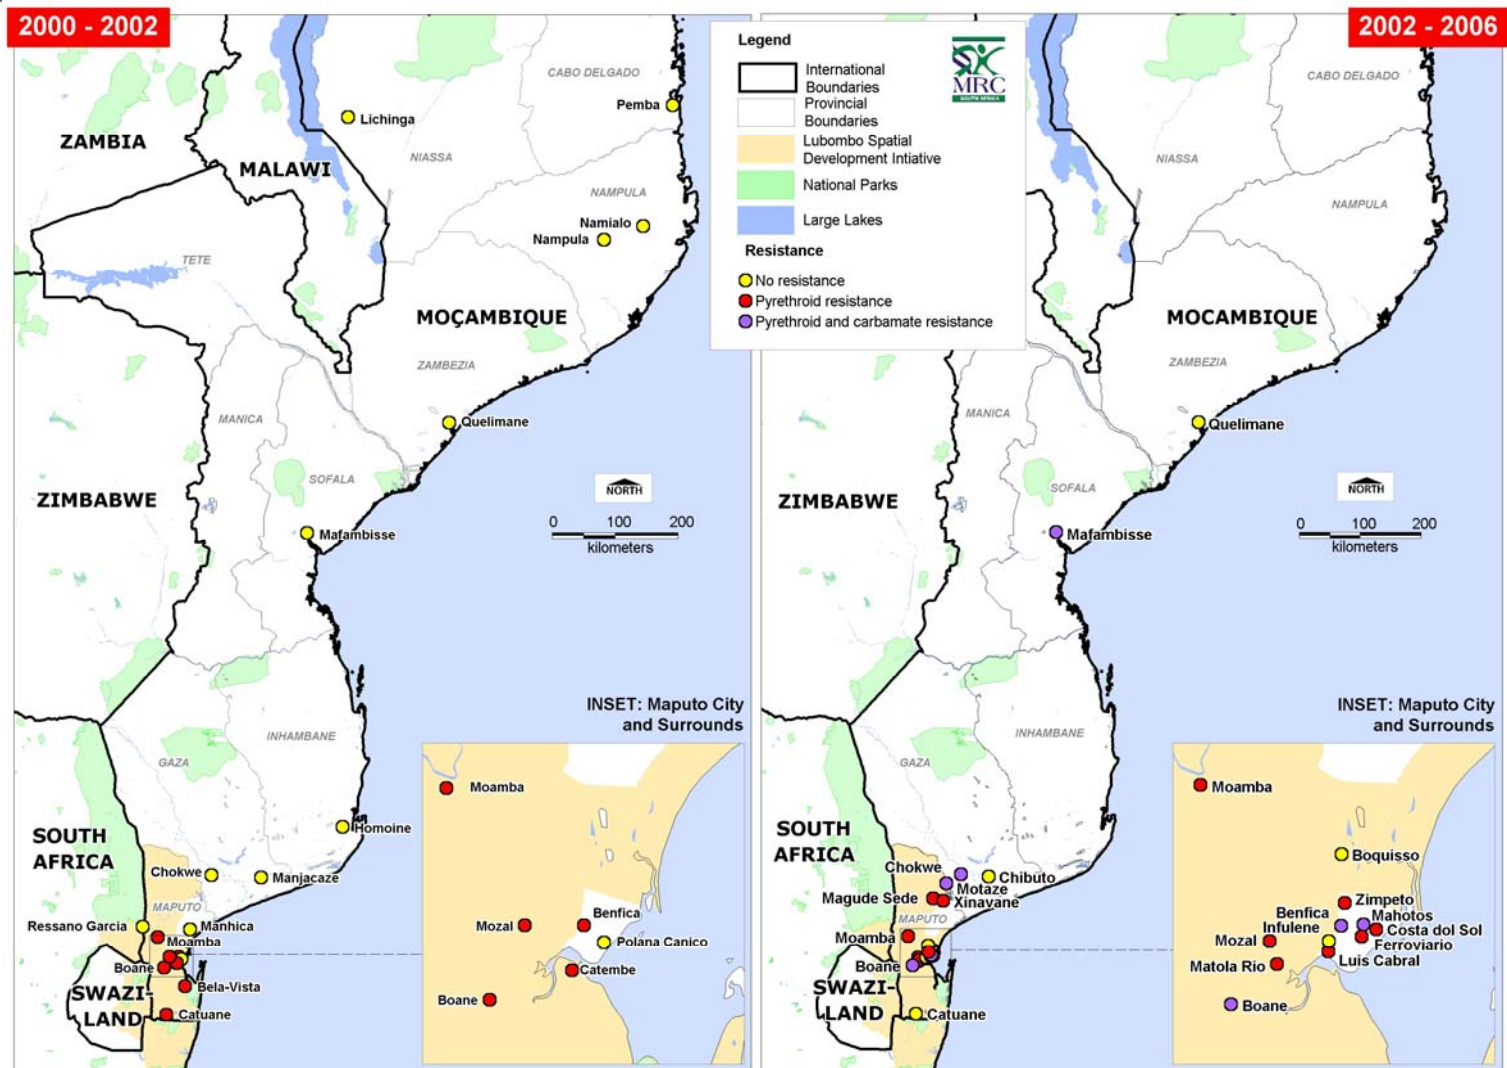 2000 - 2002
CABO DELGADO
Pemba
Lichinga
ZAMBIA
NIASSA
MALAWI
NAMPULA
Namialo
Nampula
TETE
MOÇAMBIQUE
ZAMBEZIA
MANICA
Quelimane
SOFALA
ZIMBABWE
NORTH
Mafambisse
0 100 200
kilometers
INSET: Maputo City
and Surrounds
INHAMBANE
GAZA
SOUTH
AFRICA
Homoine
Chokwe
Manjacaze
MAPUTO
Ressano Garcia
Manhica
Moamba
Boane
Bela-Vista
SWAZI-
LAND
Catuane
Moamba
Benfica
Mozal
Polana Canico
Catembe
Boane
Legend
International
Boundaries
Provincial
Boundaries
Lubombo Spatial
Development Intiative
National Parks
Large Lakes
Resistance
No resistance
Pyrethroid resistance
Pyrethroid and carbamate resistance
MRC
SOUTH AFRICA
2002 - 2006
CABO DELGADO
NIASSA
NAMPULA
MOCAMBIQUE
ZAMBEZIA
MANICA
Quelimane
SOFALA
ZIMBABWE
NORTH
Mafambisse
0 100 200
kilometers
INSET: Maputo City
and Surrounds
INHAMBANE
GAZA
SOUTH
AFRICA
Chokwe
Chibuto
Motaze
Magude Sede
Xinavane
MAPUTO
Moamba
Boane
SWAZI-
LAND
Catuane
Moamba
Boquisso
Zimpeto
Benfica
Mahotos
Infulene
Costa dol Sol
Mozal
Ferroviario
Luis Cabral
Matola Rio
Boane